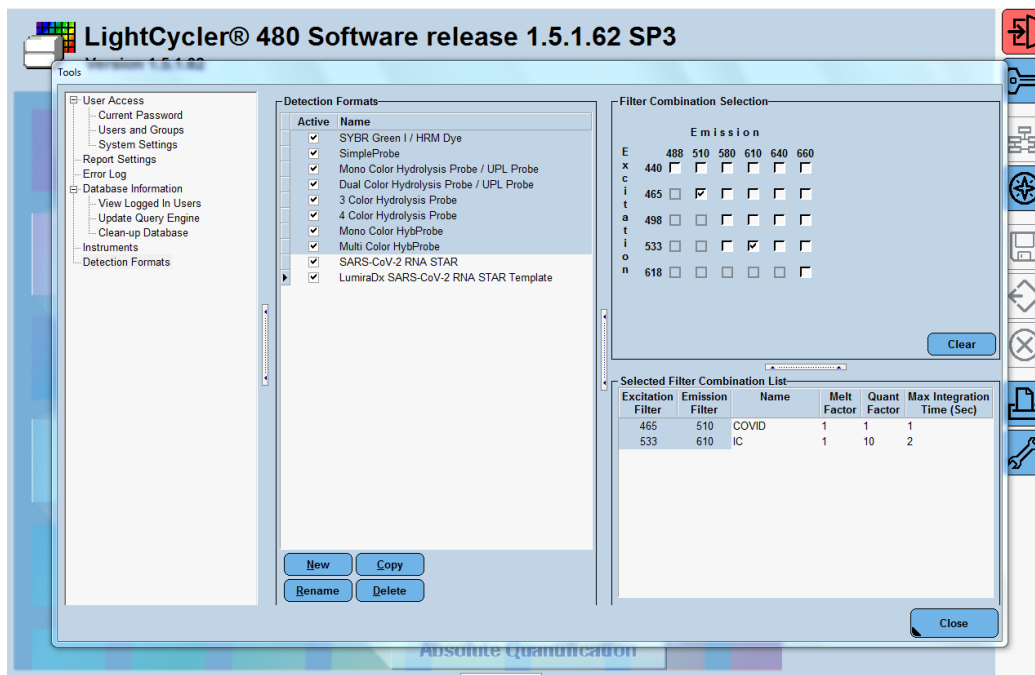 LightCycler® 480 Software release 1.5.1.62 SP3
Version 1.5.1.62
Tools
User Access
Current Password
Users and Groups
System Settings
Report Settings
Error Log
Database Information
View Logged In Users
Update Query Engine
Clean-up Database
Instruments
Detection Formats
Detection Formats
Active Name
SYBR Green I / HRM Dye
SimpleProbe
Mono Color Hydrolysis Probe / UPL Probe
Dual Color Hydrolysis Probe / UPL Probe
3 Color Hydrolysis Probe
4 Color Hydrolysis Probe
Mono Color HybProbe
Multi Color HybProbe
SARS-CoV-2 RNA STAR
LumiraDx SARS-CoV-2 RNA STAR Template
New Copy
Rename Delete
Filter Combination Selection
Emission
Excitation
488 510 580 610 640 660
440
465
498
533
618
Clear
Selected Filter Combination List
Excitation Filter Emission Filter Name Melt Factor Quant Factor Max Integration Time (Sec)
465 510 COVID 1 1 1
533 610 IC 1 10 2
Close
Absolute Quantification